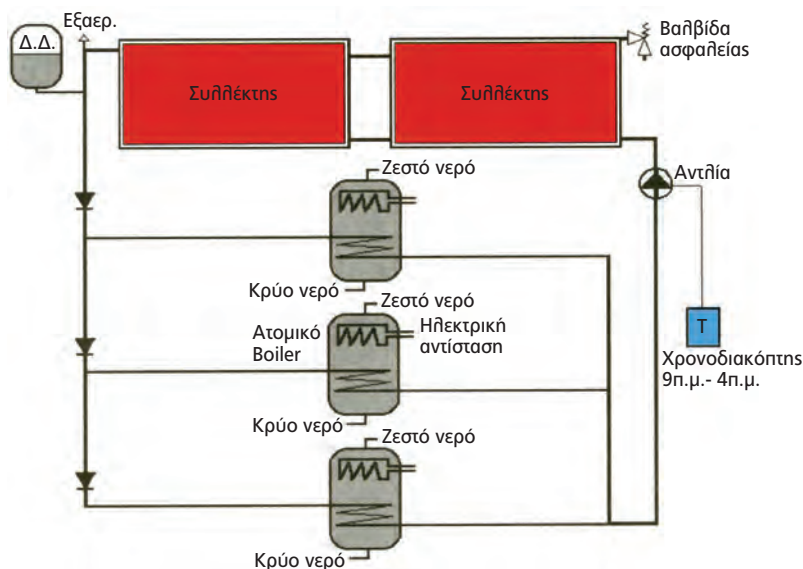 Δ.Δ.
Εξαερ.
Συλλέκτης
Συλλέκτης
Βαλβίδα
ασφαλείας
Ζεστό νερό
Αντλία
Κρύο νερό
Ζεστό νερό
Ατομικό
Boiler
Ηλεκτρική
αντίσταση
Τ
Χρονοδιακόπτης
9π.μ.- 4π.μ.
Κρύο νερό
Ζεστό νερό
Κρύο νερό